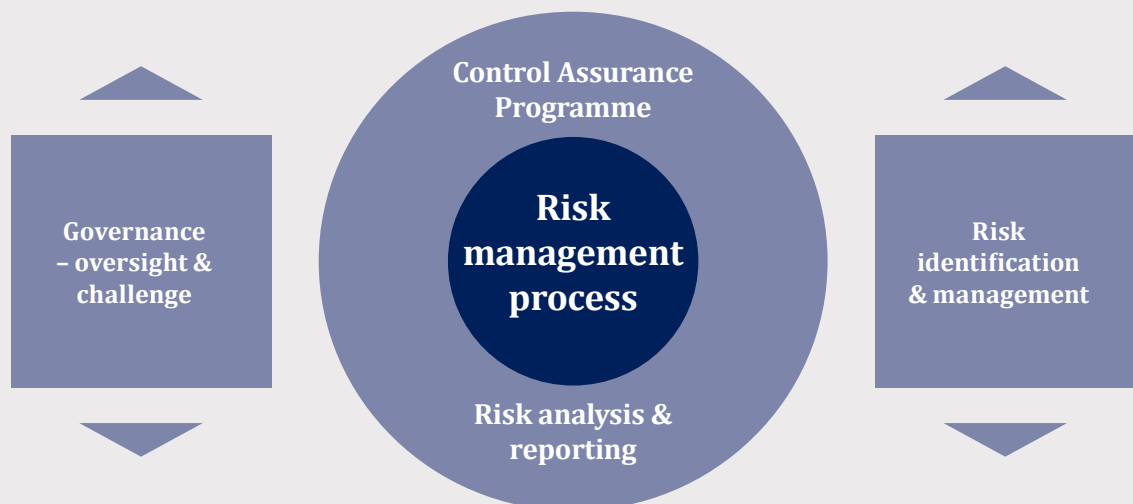 Control Assurance
Programme
Governance
– oversight &
challenge
Risk
management
process
Risk
identification
& management
Risk analysis &
reporting